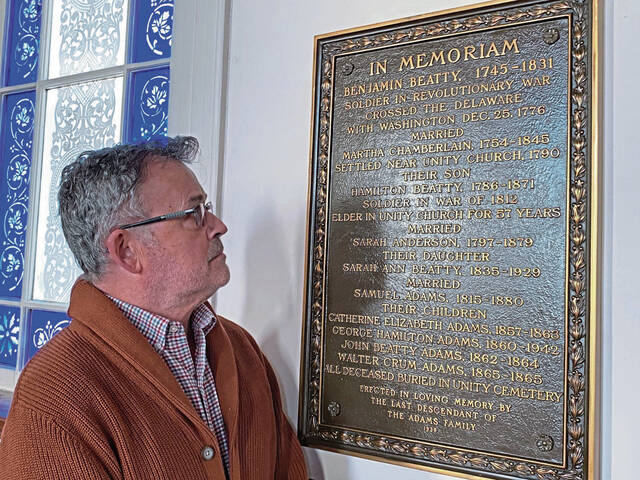 IN MEMORIAM
BENJAMIN BEATTY, 1745-1831
SOLDIER IN REVOLUTIONARY WAR
CROSSED THE DELAWARE
WITH WASHINGTON DEC. 25, 1776
MARRIED
MARTHA CHAMBERLAIN, 1754-1845
SETTLED NEAR UNITY CHURCH, 1790
THEIR SON
HAMILTON BEATTY, 1786-1871
SOLDIER IN WAR OF 1812
ELDER IN UNITY CHURCH FOR 57 YEARS
MARRIED
SARAH ANDERSON, 1797-1879
THEIR DAUGHTER
SARAH ANN BEATTY, 1835-1929
MARRIED
SAMUEL ADAMS, 1815-1880
THEIR CHILDREN
CATHERINE ELIZABETH ADAMS, 1857-1863
GEORGE HAMILTON ADAMS, 1860-1942
JOHN BEATTY ADAMS, 1862-1864
WALTER CRUM ADAMS, 1865-1865
ALL DECEASED BURIED IN UNITY CEMETERY
ERECTED IN LOVING MEMORY BY
THE LAST DESCENDANT OF
THE ADAMS FAMILY